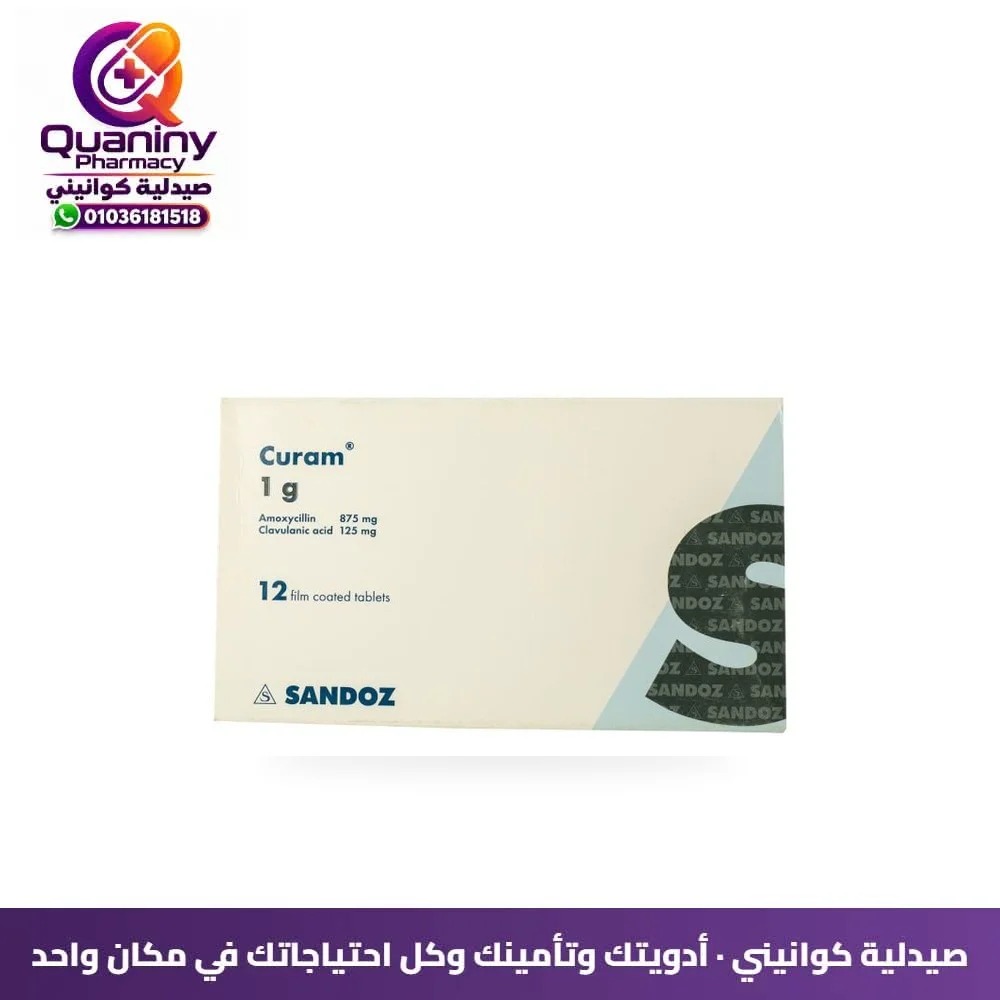 Quaniny
Pharmacy
صيدلية كوانيني
01036181518
Curam®
1 g
Amoxycillin 875 mg
Clavulanic acid 125 mg
12 film coated tablets
SANDOZ
صيدلية كوانيني · أدويتك وتأمينك وكل احتياجاتك في مكان واحد